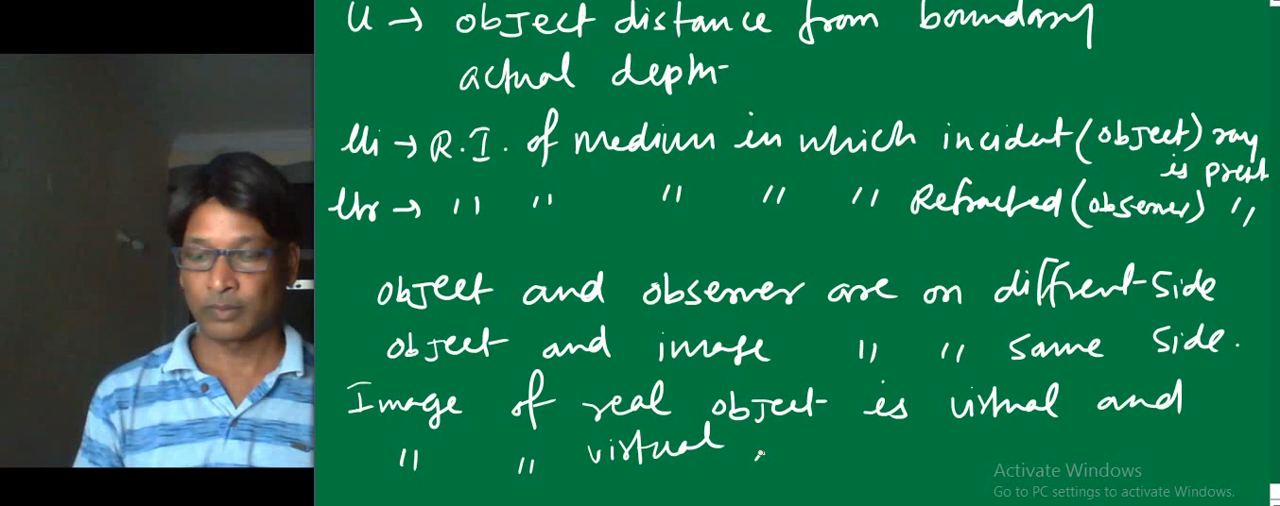 u → object distance from boundary
actual depth
μi → R.I. of medium in which incident (object) ray
is present
μr → " " " " " Refracted (observer) "
object and observer are on diffrent side
object and image " " same side.
Image of real object is virtual and
" " virtual
Activate Windows
Go to PC settings to activate Windows.